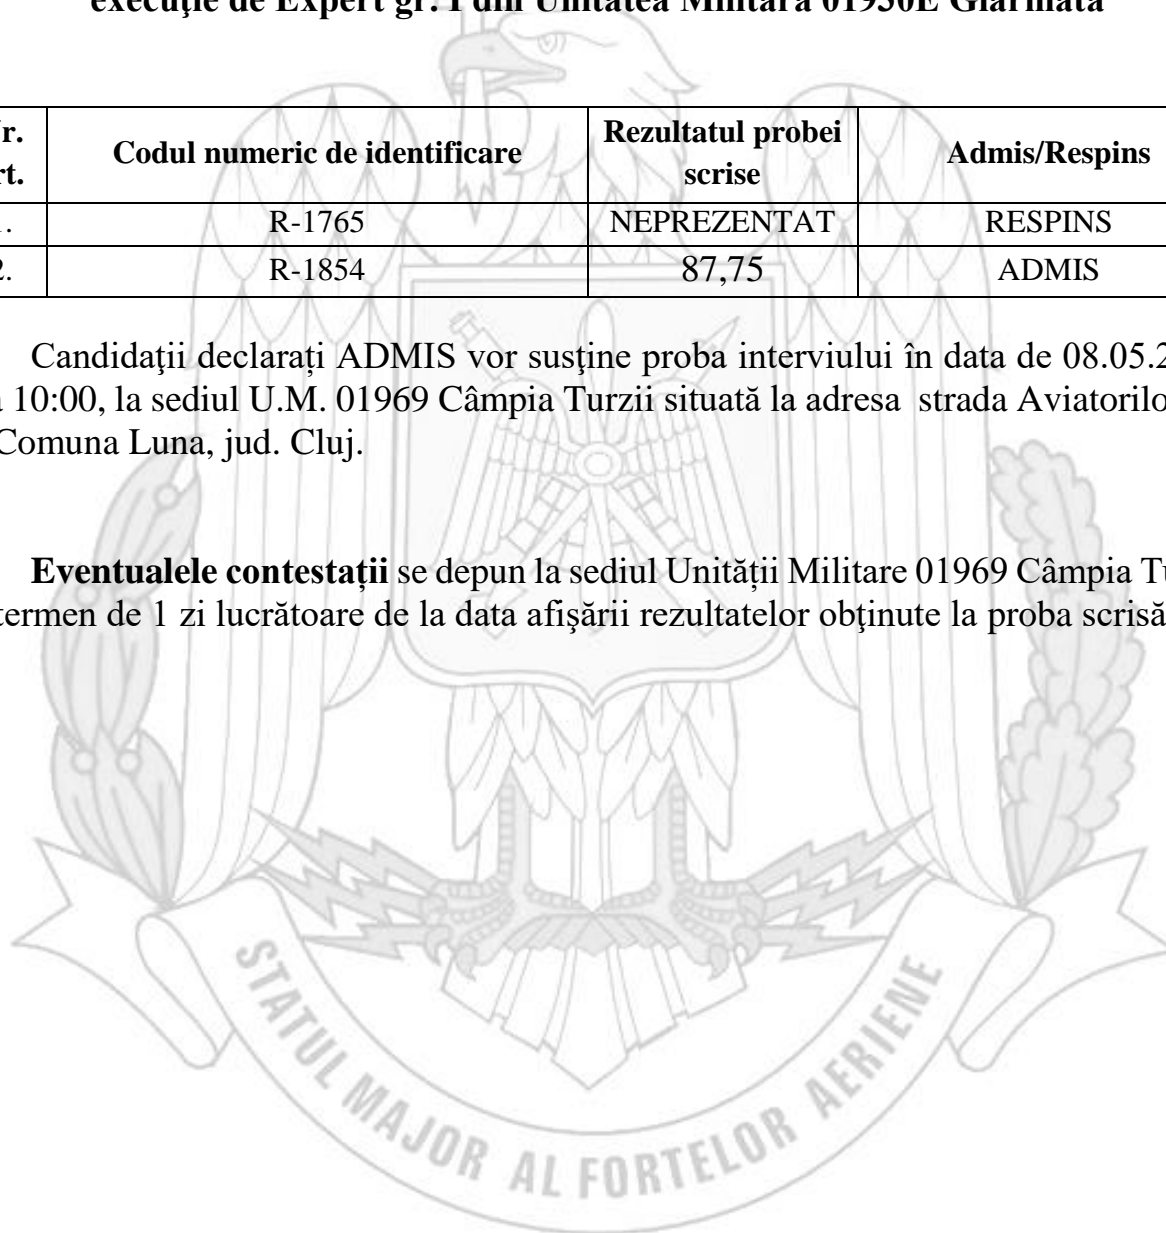 execuţie de Expert gr. I din Unitatea Militară 01950E Giarmata
Codul numeric de identificare Rezultatul probei scrise Admis/Respins
1. R-1765 NEPREZENTAT RESPINS
2. R-1854 87,75 ADMIS
Candidaţii declarați ADMIS vor susţine proba interviului în data de 08.05.2
10:00, la sediul U.M. 01969 Câmpia Turzii situată la adresa strada Aviatorilo
Comuna Luna, jud. Cluj.
Eventualele contestații se depun la sediul Unității Militare 01969 Câmpia Tu
termen de 1 zi lucrătoare de la data afişării rezultatelor obţinute la proba scrisă
STATUL MAJOR AL FORTELOR AERIENE